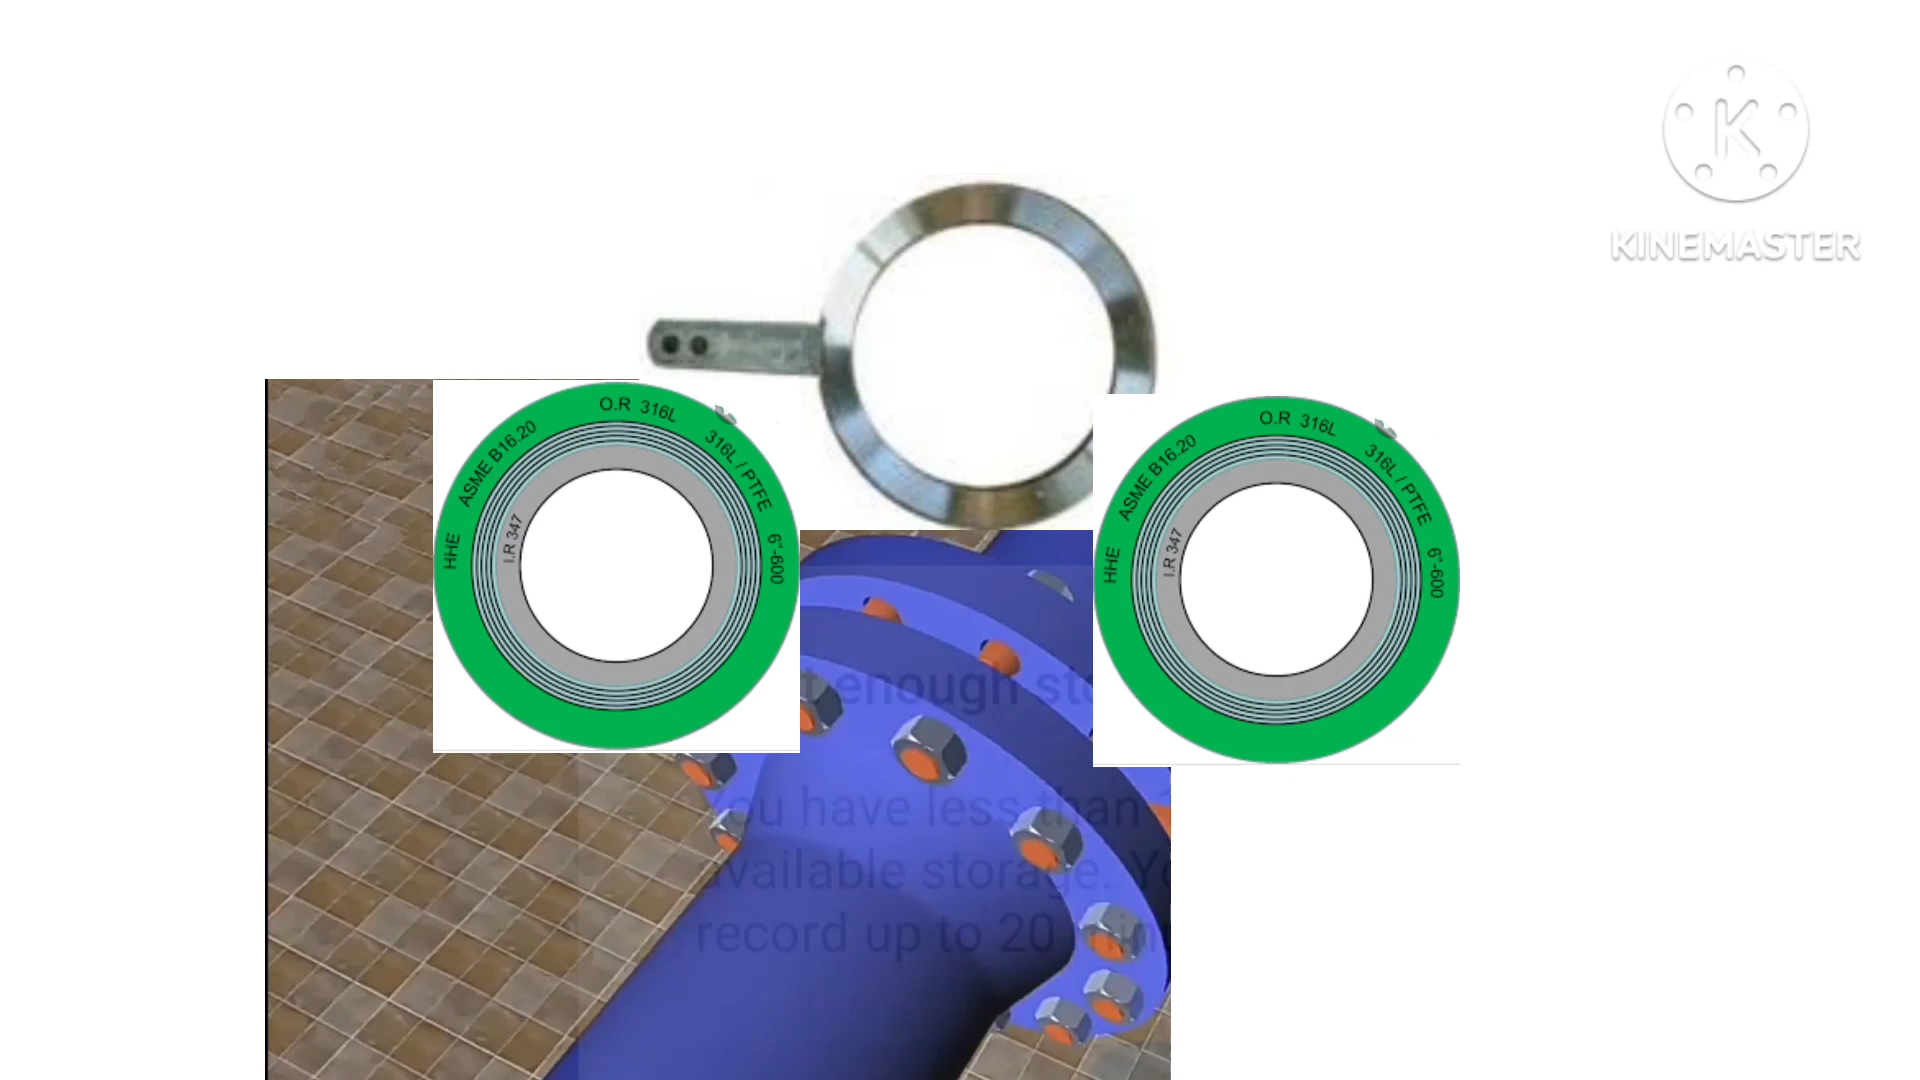 K
KINEMASTER
O.R 316L
ASME B16.20
316L / PTFE
I.R 347
HHE
6"-600
O.R 316L
ASME B16.20
316L / PTFE
I.R 347
HHE
6"-600
enough
You have less than
available storage.
record up to 20